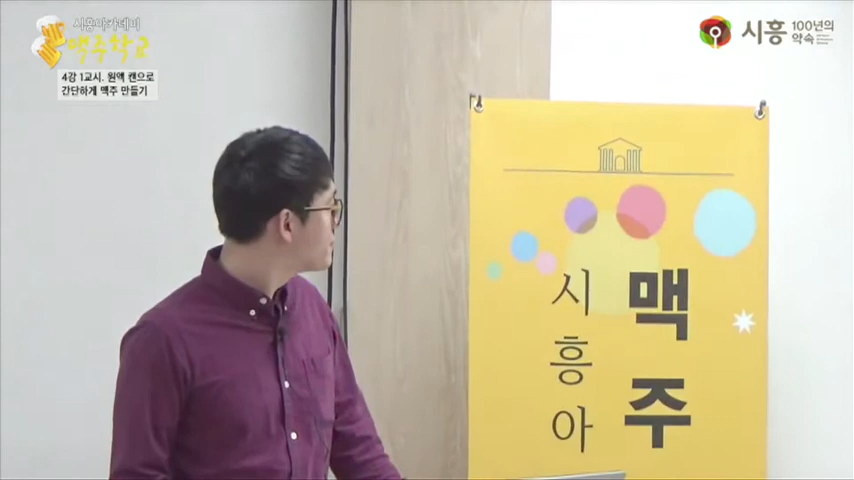 시흥아카데미
맥주학교
4강 1교시. 원액 캔으로
간단하게 맥주 만들기
시흥 100년의
약속
맥주
시흥아